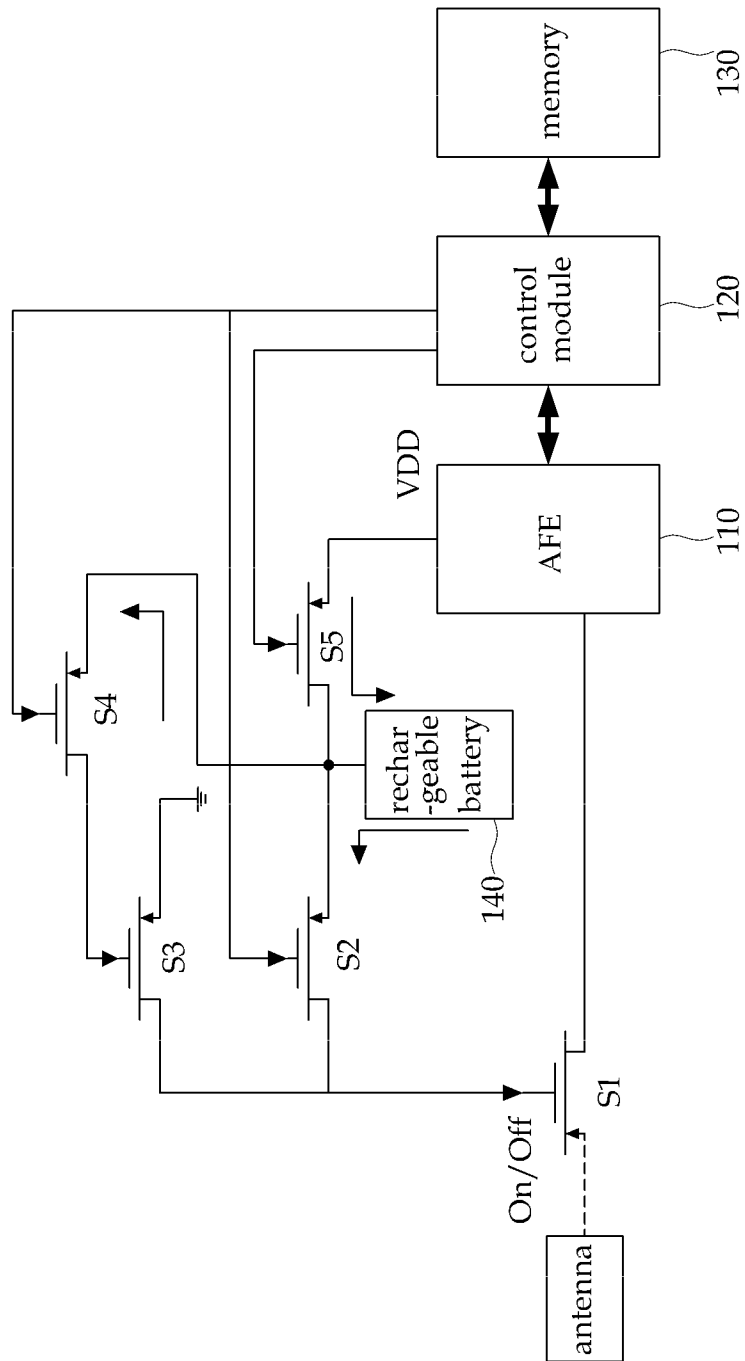 S4
S3
S5
S2
VDD
rechar
-geable
battery
140
On/Off
S1
antenna
AFE
110
control
module
120
memory
130